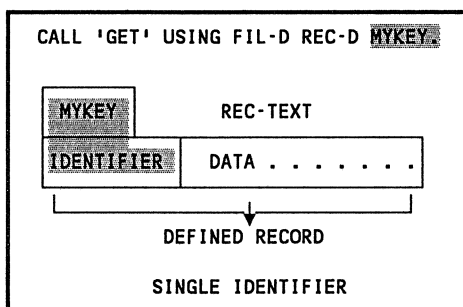 CALL 'GET' USING FIL-D REC-D MYKEY.
MYKEY REC-TEXT
IDENTIFIER DATA . . . . . . .
DEFINED RECORD
SINGLE IDENTIFIER